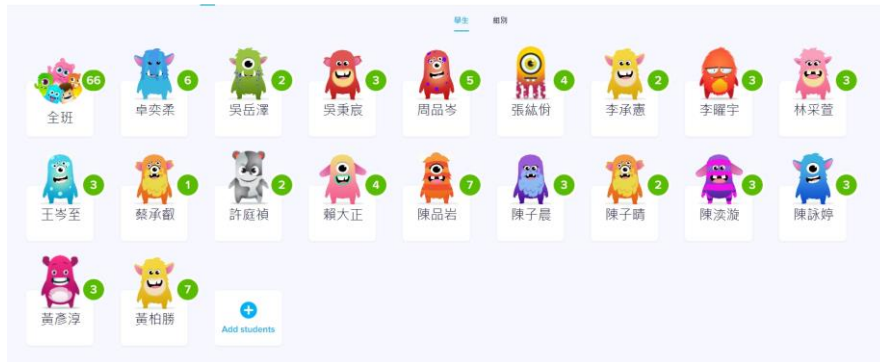 學生 組別
66 6 2 3 5 4 2 3 3
全班 卓奕柔 吳岳澤 吳秉宸 周品岑 張紘佾 李承憲 李曜宇 林采萱
3 1 2 4 7 3 2 3 3
王岑至 蔡承叡 許庭禎 賴大正 陳品岩 陳子晨 陳子晴 陳湙漩 陳詠婷
3 7
黃彥淳 黃柏勝
Add students